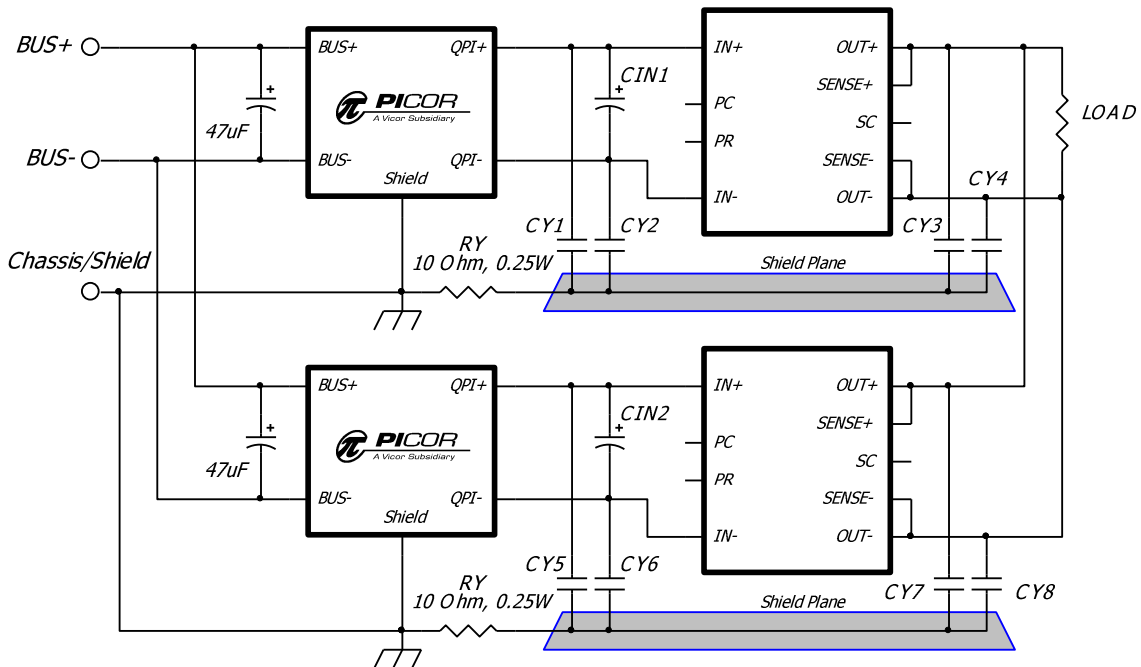 BUS+
BUS+
QPI+
PICOR
A Vicor Subsidiary
+
47uF
BUS-
BUS-
QPI-
Shield
CIN1
+
IN+
OUT+
SENSE+
PC
SC
PR
SENSE-
IN-
OUT-
LOAD
CY4
CY1
CY2
CY3
Chassis/Shield
RY
10 Ohm, 0.25W
Shield Plane
BUS+
QPI+
PICOR
A Vicor Subsidiary
+
47uF
BUS-
QPI-
Shield
CIN2
+
IN+
OUT+
SENSE+
PC
SC
PR
SENSE-
IN-
OUT-
CY5
CY6
CY7
CY8
RY
10 Ohm, 0.25W
Shield Plane